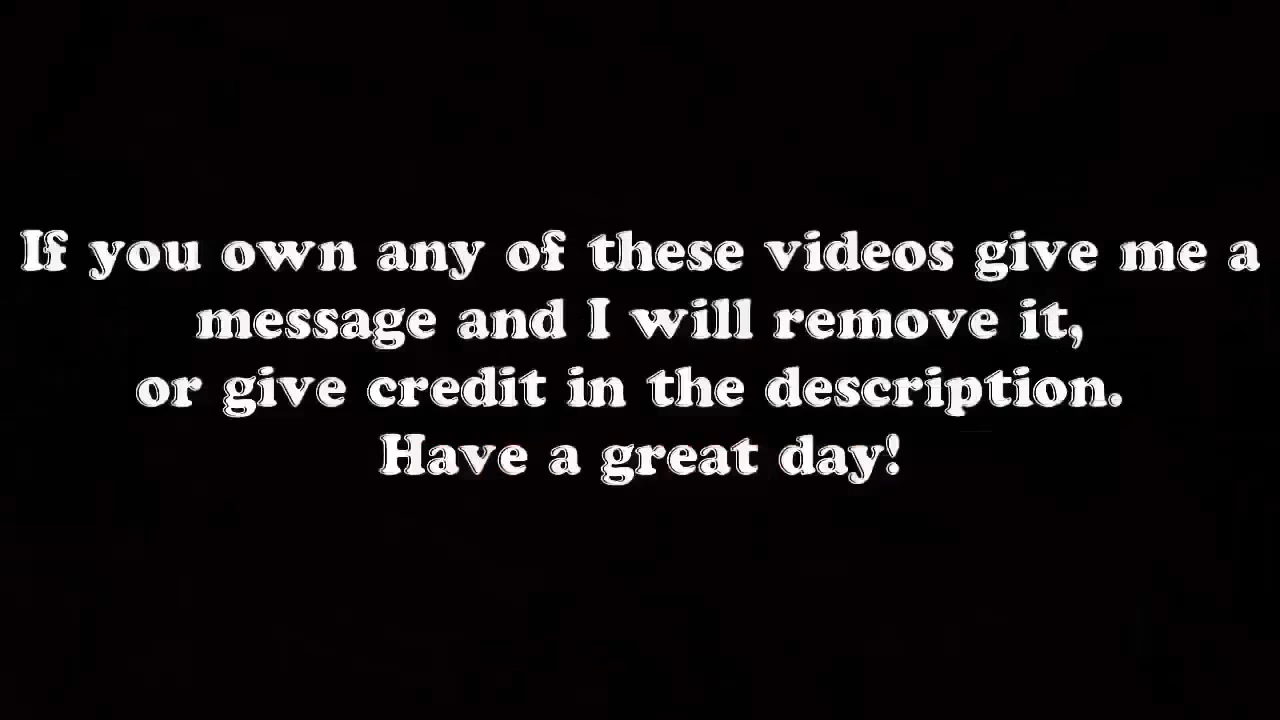 If you own any of these videos give me a
message and I will remove it,
or give credit in the description.
Have a great day!